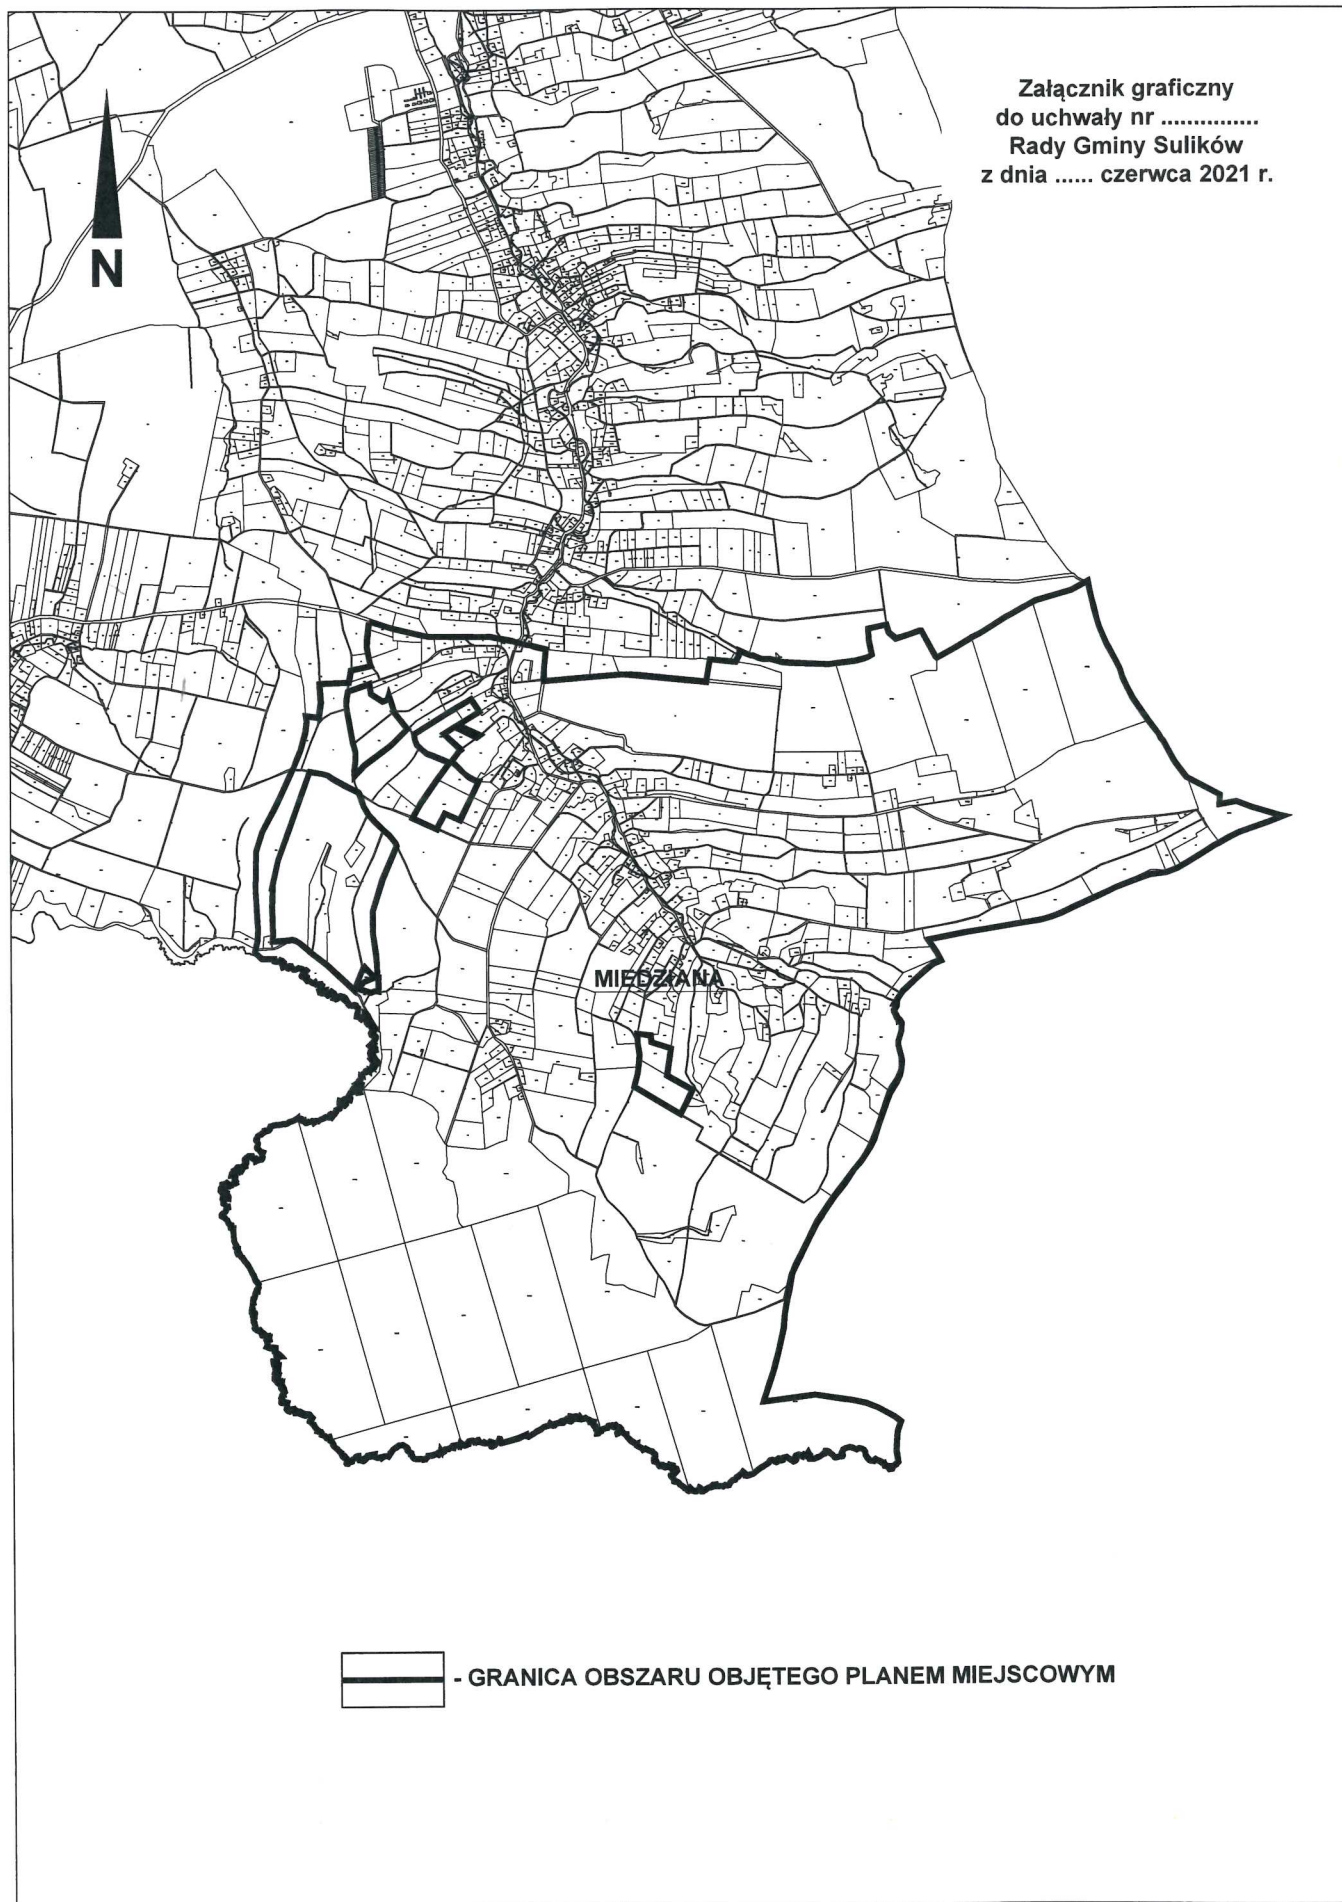 Załącznik graficzny
do uchwały nr ...............
Rady Gminy Sulików
z dnia ...... czerwca 2021 r.
N
MIEDZIANA
- GRANICA OBSZARU OBJĘTEGO PLANEM MIEJSCOWYM